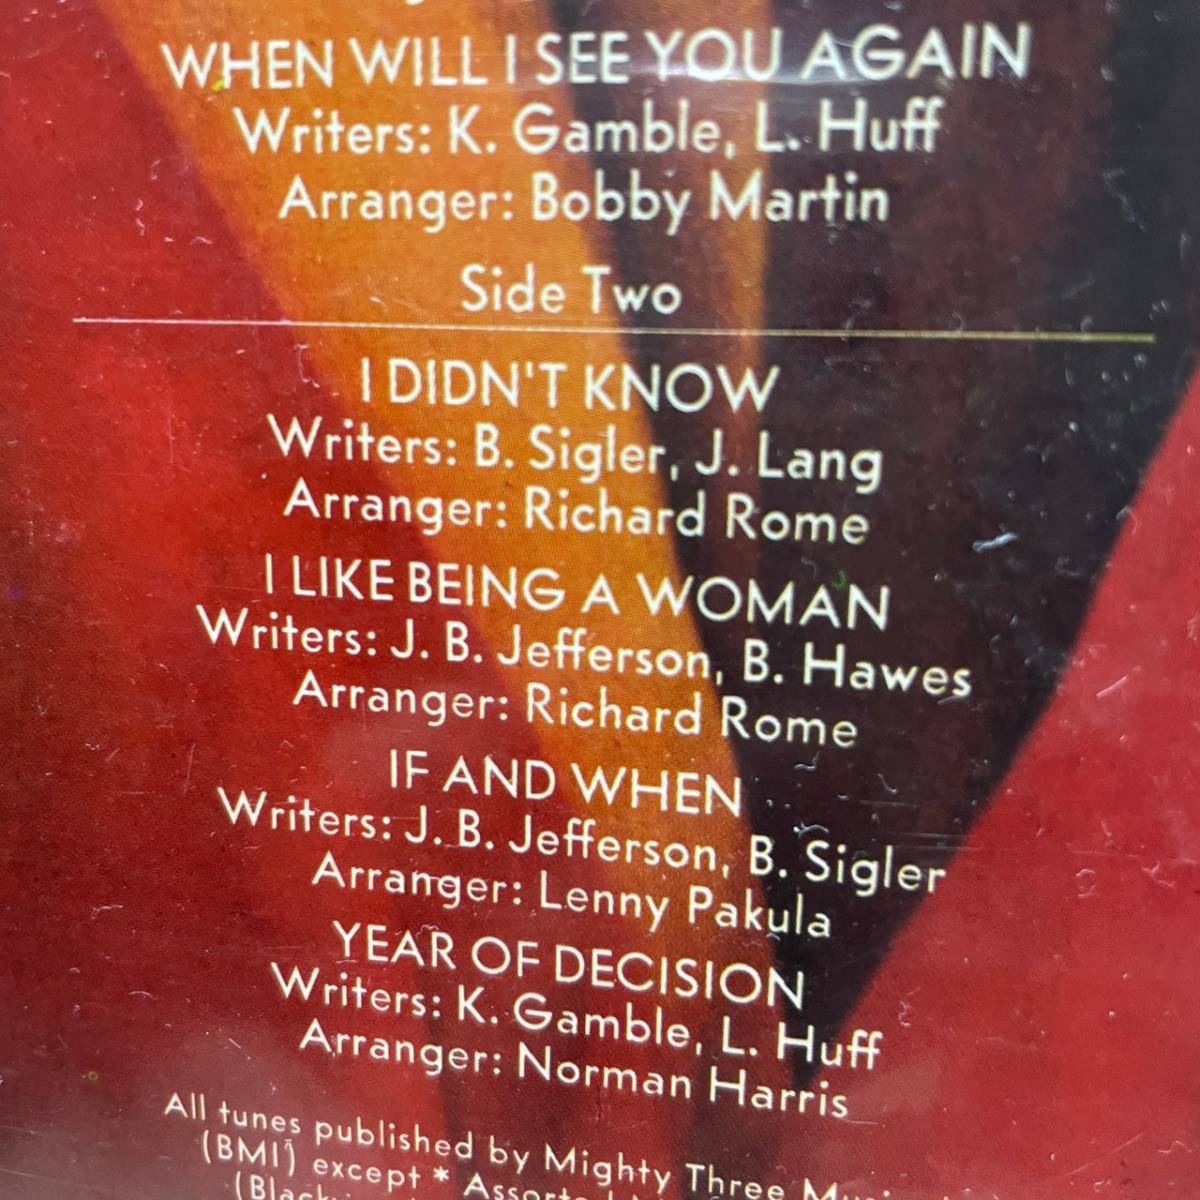 WHEN WILL I SEE YOU AGAIN
Writers: K. Gamble, L. Huff
Arranger: Bobby Martin
Side Two
I DIDN'T KNOW
Writers: B. Sigler, J. Lang
Arranger: Richard Rome
I LIKE BEING A WOMAN
Writers: J. B. Jefferson, B. Hawes
Arranger: Richard Rome
IF AND WHEN
Writers: J. B. Jefferson, B. Sigler
Arranger: Lenny Pakula
YEAR OF DECISION
Writers: K. Gamble, L. Huff
Arranger: Norman Harris
All tunes published by Mighty Three
(BMI) except *